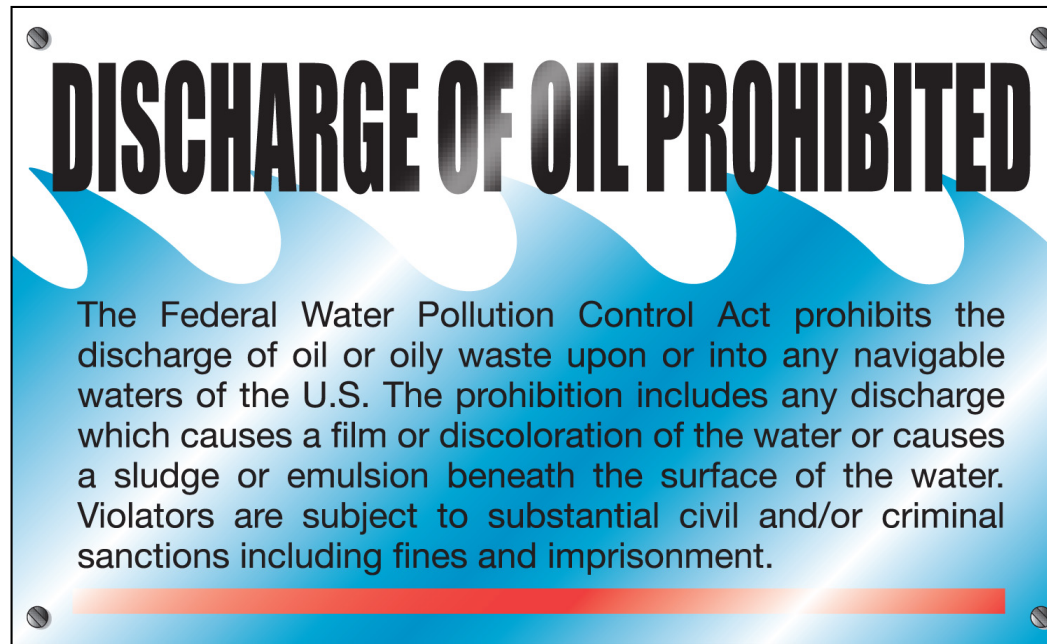 DISCHARGE OF OIL PROHIBITED
The Federal Water Pollution Control Act prohibits the
discharge of oil or oily waste upon or into any navigable
waters of the U.S. The prohibition includes any discharge
which causes a film or discoloration of the water or causes
a sludge or emulsion beneath the surface of the water.
Violators are subject to substantial civil and/or criminal
sanctions including fines and imprisonment.